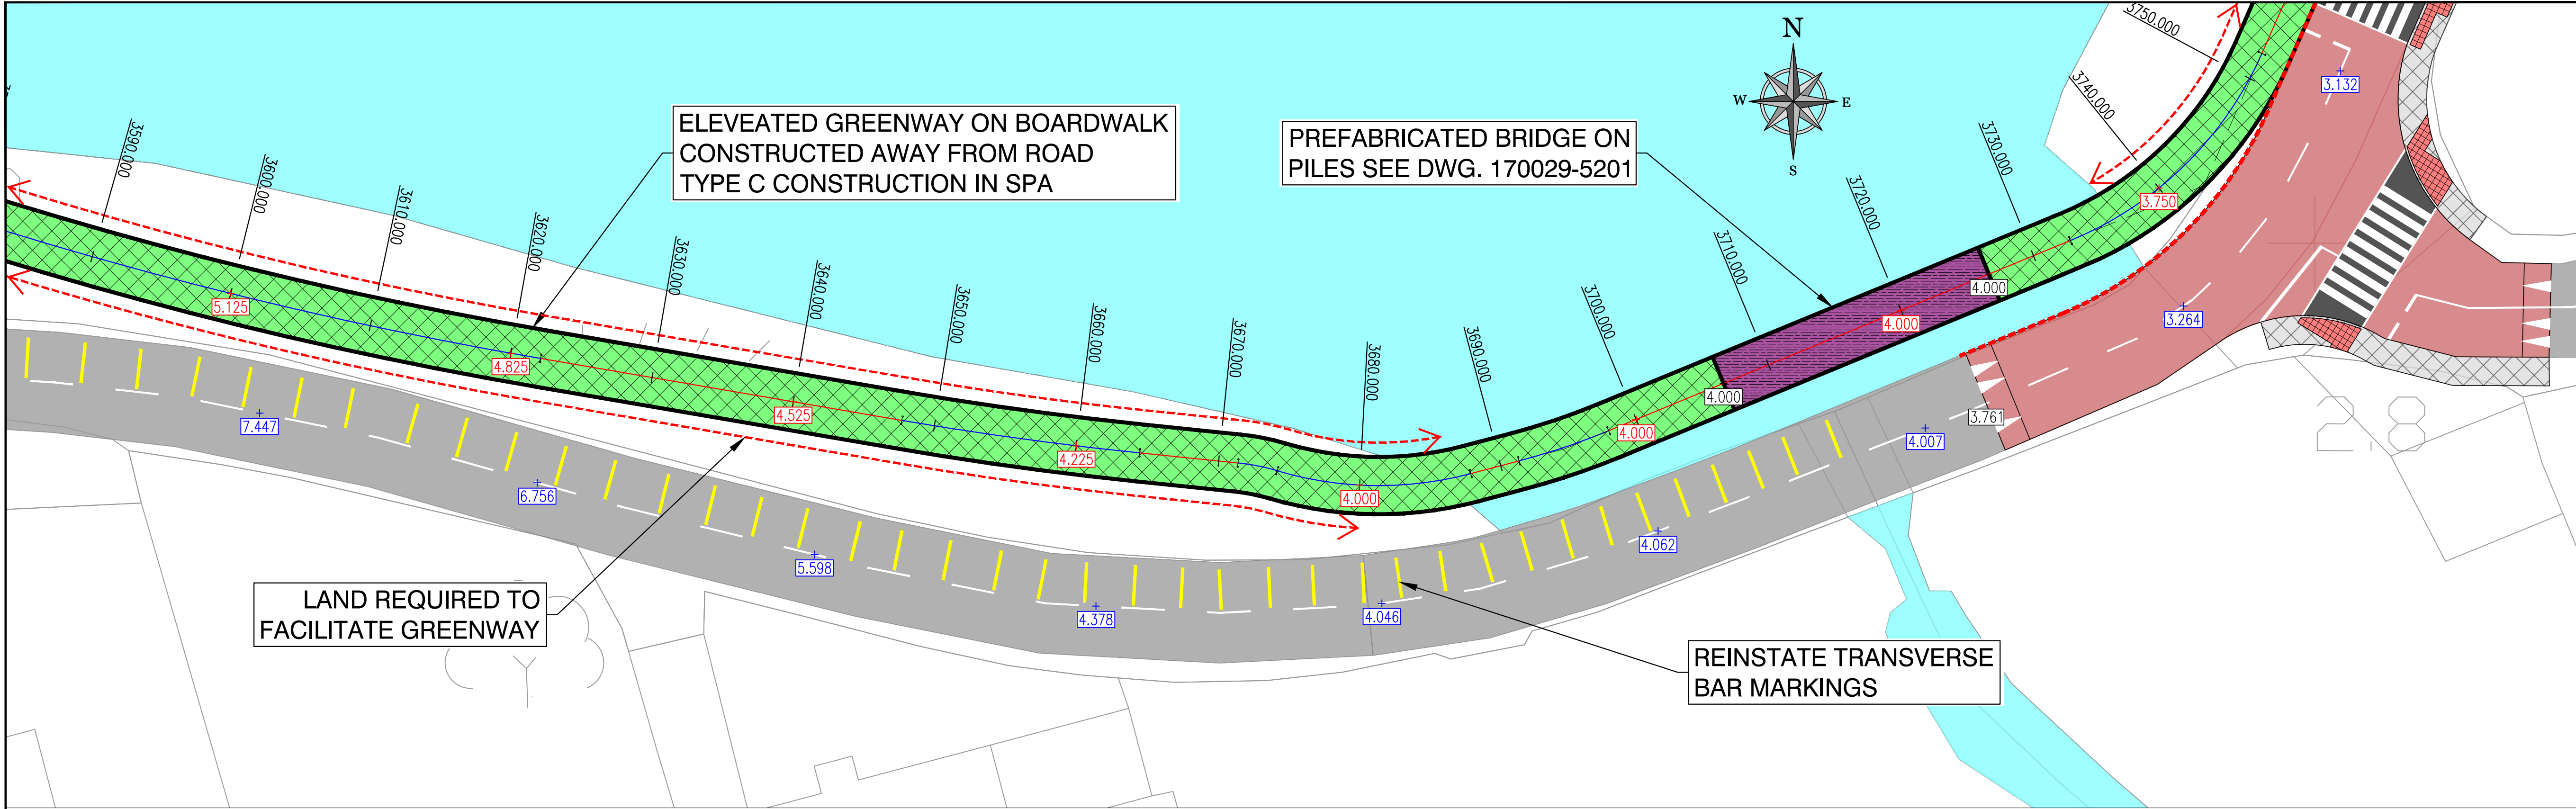 3750.000
N
3.132
W
E
S
3740.000
ELEVEATED GREENWAY ON BOARDWALK
CONSTRUCTED AWAY FROM ROAD
TYPE C CONSTRUCTION IN SPA
PREFABRICATED BRIDGE ON
PILES SEE DWG. 170029-5201
3590.000
3600.000
3610.000
3620.000
3630.000
3640.000
3650.000
3660.000
3670.000
3680.000
3690.000
3700.000
3710.000
3720.000
3730.000
3.750
5.125
4.825
4.525
4.225
4.000
4.000
4.000
4.000
4.000
3.264
3.761
4.007
7.447
6.756
5.598
4.378
4.046
4.062
28
LAND REQUIRED TO
FACILITATE GREENWAY
REINSTATE TRANSVERSE
BAR MARKINGS